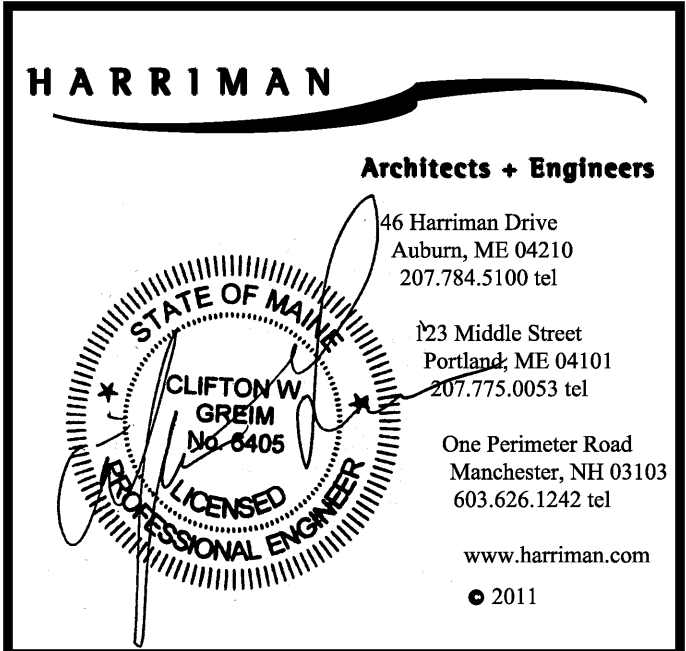 HARRIMAN
Architects + Engineers
46 Harriman Drive
Auburn, ME 04210
207.784.5100 tel
123 Middle Street
Portland, ME 04101
207.775.0053 tel
One Perimeter Road
Manchester, NH 03103
603.626.1242 tel
www.harriman.com
© 2011
STATE OF MAINE
CLIFTON W
GREIM
No. 6405
LICENSED
PROFESSIONAL ENGINEER